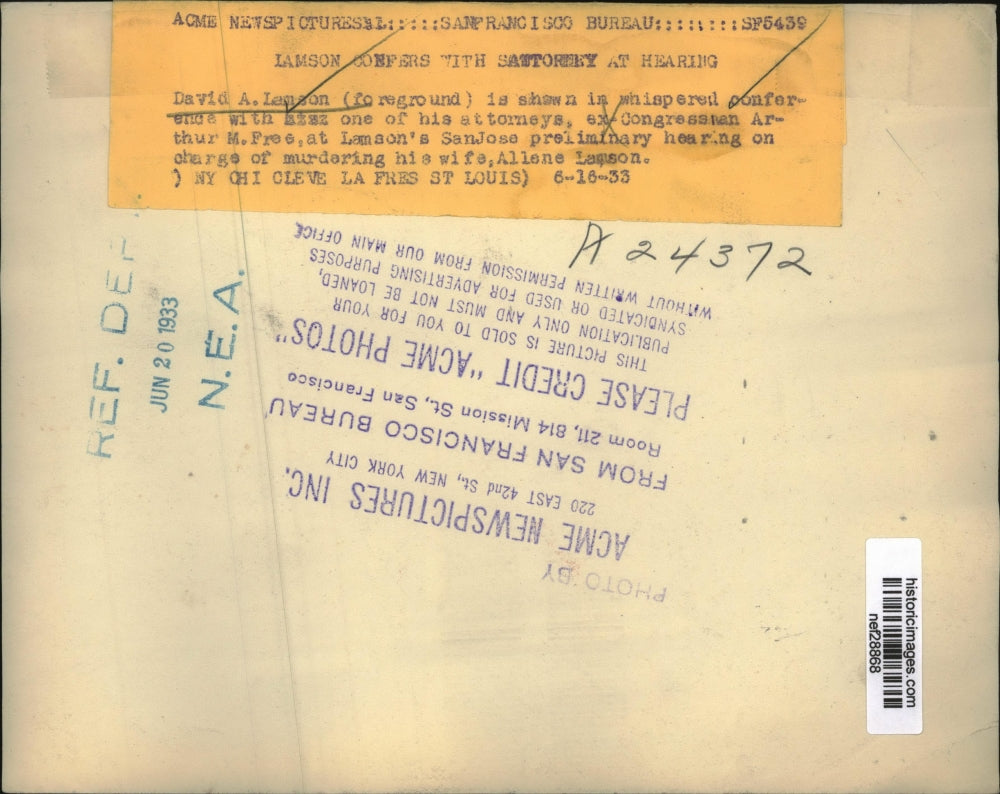 ACME NEWSPICTURES:::::SANFRANCISCO BUREAU::::::::SF5439
LAMSON CONFERS WITH ATTORNEY AT HEARING
David A.Lamson (foreground) is shown in whispered confer-
ence with one of his attorneys, ex-Congressman Ar-
thur M.Free,at Lamson's SanJose preliminary hearing on
charge of murdering his wife,Allene Lamson.
) NY CHI CLEVE LA FRES ST LOUIS) 6-16-33
A 24372
REF. DEP
JUN 20 1933
N.E.A.
PHOTO BY
ACME NEWSPICTURES INC.
220 EAST 42nd St, NEW YORK CITY
FROM SAN FRANCISCO BUREAU
Room 211, 814 Mission St, San Francisco
PLEASE CREDIT "ACME PHOTOS"
THIS PICTURE IS SOLD TO YOU FOR YOUR
PUBLICATION ONLY AND MUST NOT BE LOANED,
SYNDICATED OR USED FOR ADVERTISING PURPOSES
WITHOUT WRITTEN PERMISSION FROM OUR MAIN OFFICE
historicimages.com
nef28868